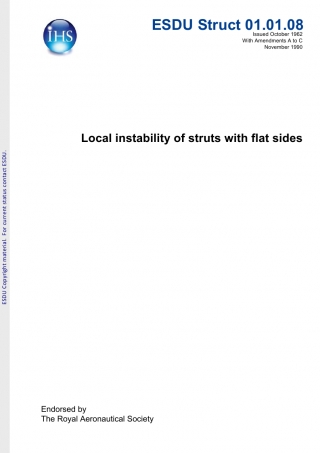 IHS
ESDU Struct 01.01.08
Issued October 1962
With Amendments A to C
November 1990
Local instability of struts with flat sides
ESDU Copyright material. For current status contact ESDU.
Endorsed by
The Royal Aeronautical Society